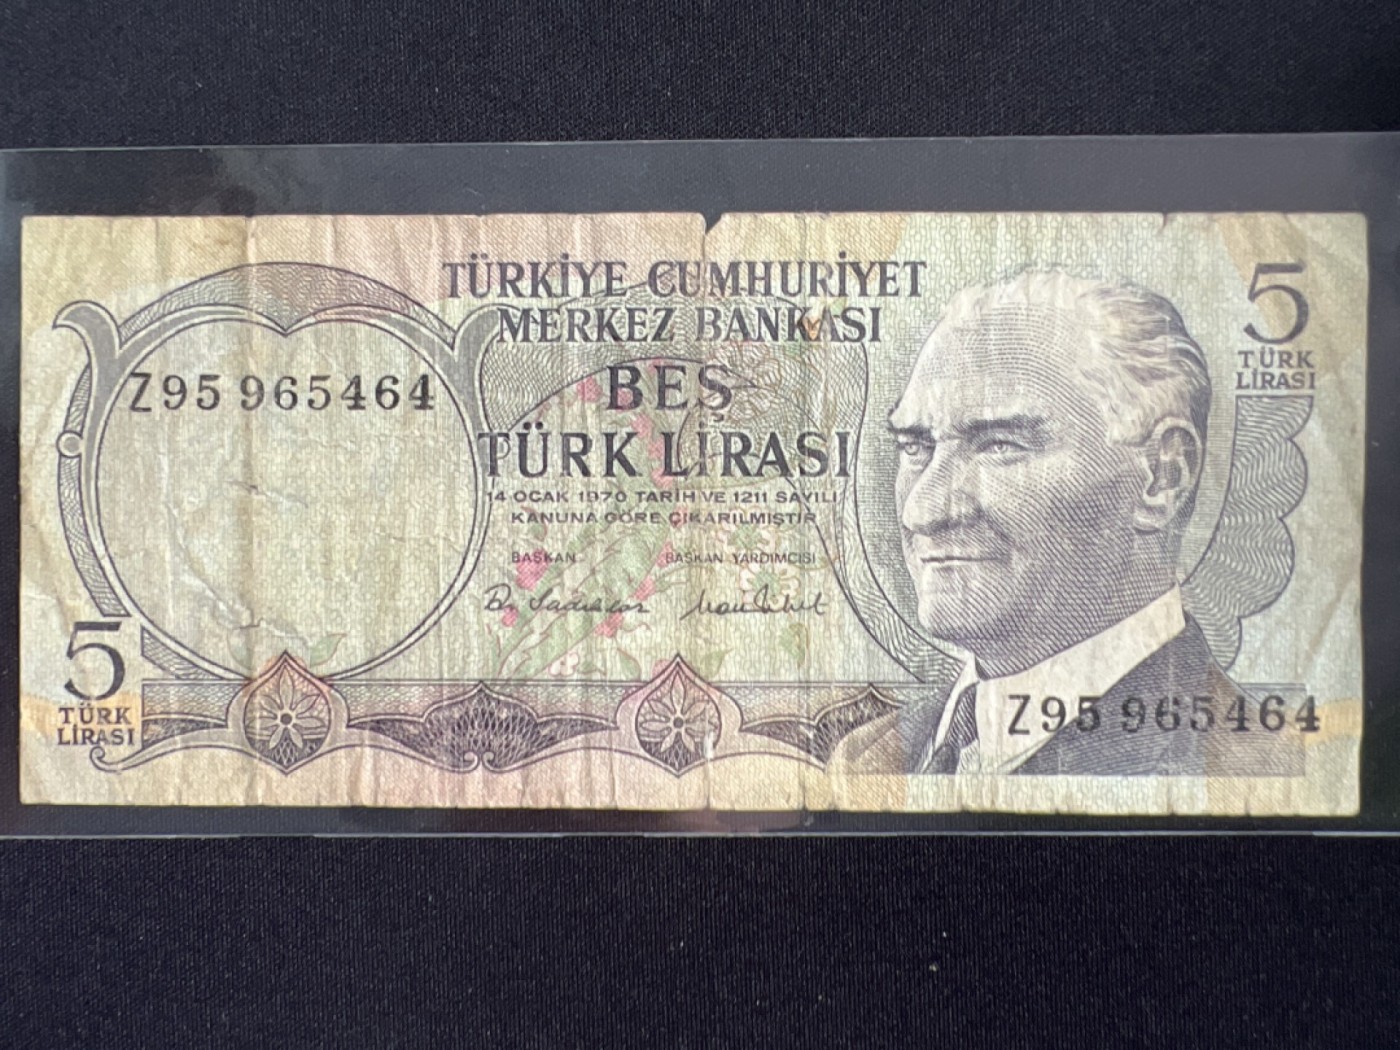 TÜRKİYE CUMHURİYET
MERKEZ BANKASI
5
TÜRK
LİRASI
Z95 965464
BEŞ
TÜRK LİRASI
14 OCAK 1970 TARİH VE 1211 SAYILI
KANUNA GÖRE ÇIKARILMIŞTIR
BAŞKAN BAŞKAN YARDIMCISI
5
TÜRK
LİRASI
Z95 965464